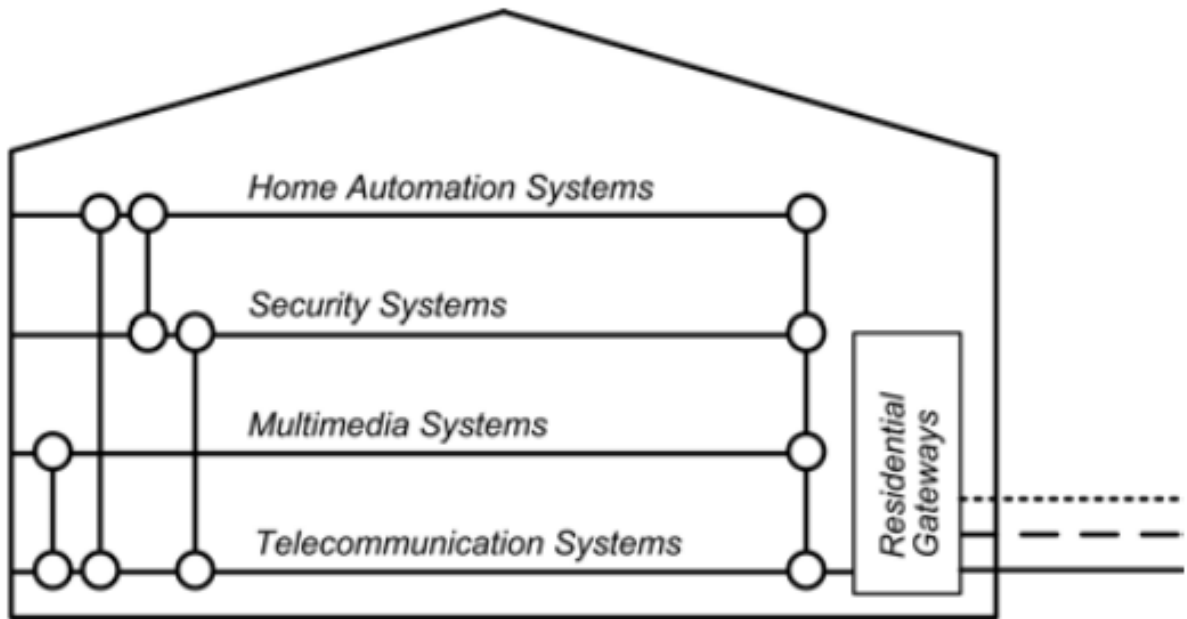 Home Automation Systems
Security Systems
Multimedia Systems
Telecommunication Systems
Residential
Gateways